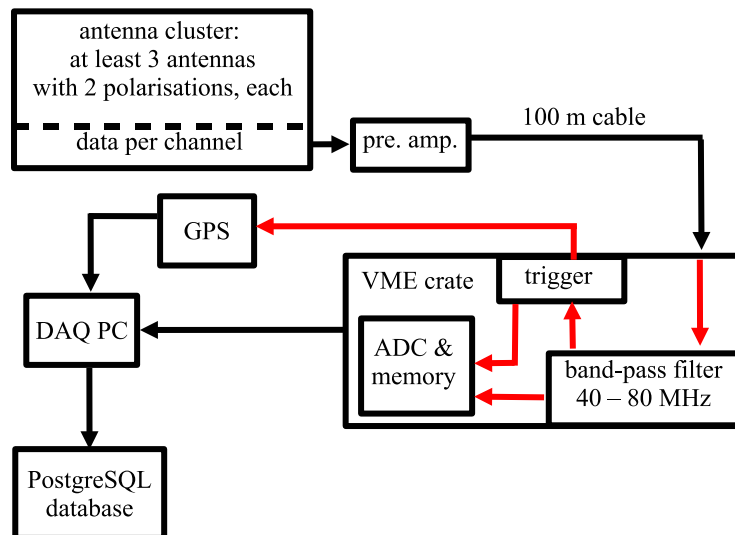 antenna cluster:
at least 3 antennas
with 2 polarisations, each
data per channel
pre. amp.
100 m cable
GPS
VME crate
trigger
DAQ PC
ADC &
memory
band-pass filter
40 – 80 MHz
PostgreSQL
database